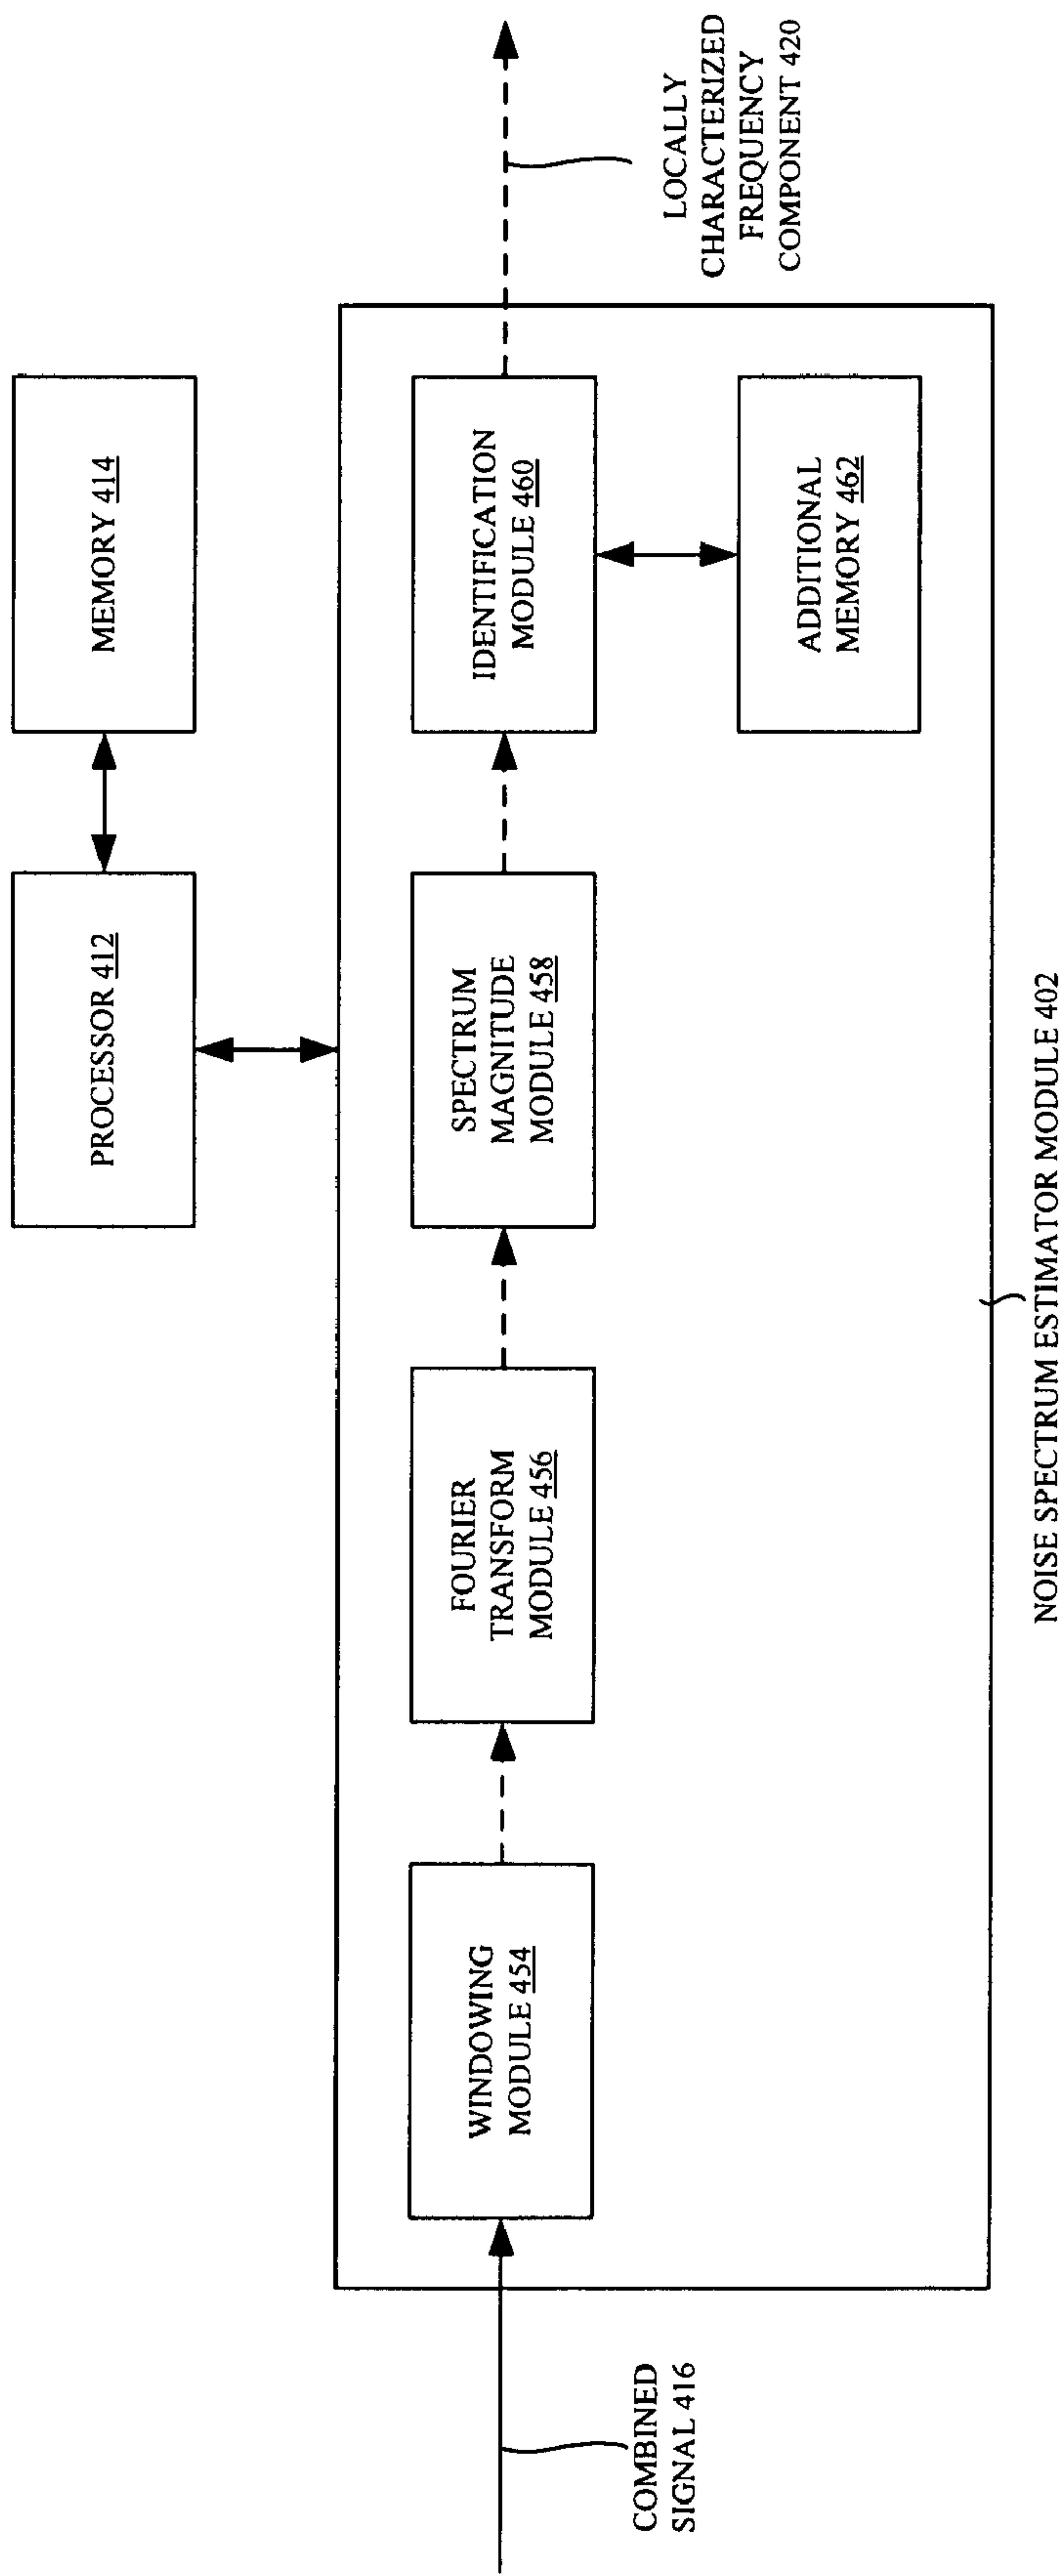 PROCESSOR 412
MEMORY 414
COMBINED
SIGNAL 416
WINDOWING
MODULE 454
FOURIER
TRANSFORM
MODULE 456
SPECTRUM
MAGNITUDE
MODULE 458
IDENTIFICATION
MODULE 460
LOCALLY
CHARACTERIZED
FREQUENCY
COMPONENT 420
ADDITIONAL
MEMORY 462
NOISE SPECTRUM ESTIMATOR MODULE 402